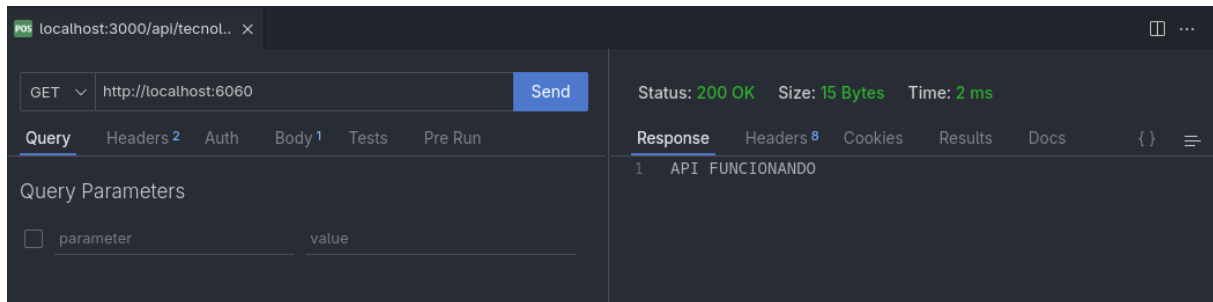 POS localhost:3000/api/tecnol..
GET http://localhost:6060 Send
Query Headers 2 Auth Body 1 Tests Pre Run
Query Parameters
parameter value
Status: 200 OK Size: 15 Bytes Time: 2 ms
Response Headers 8 Cookies Results Docs { }
1 API FUNCIONANDO